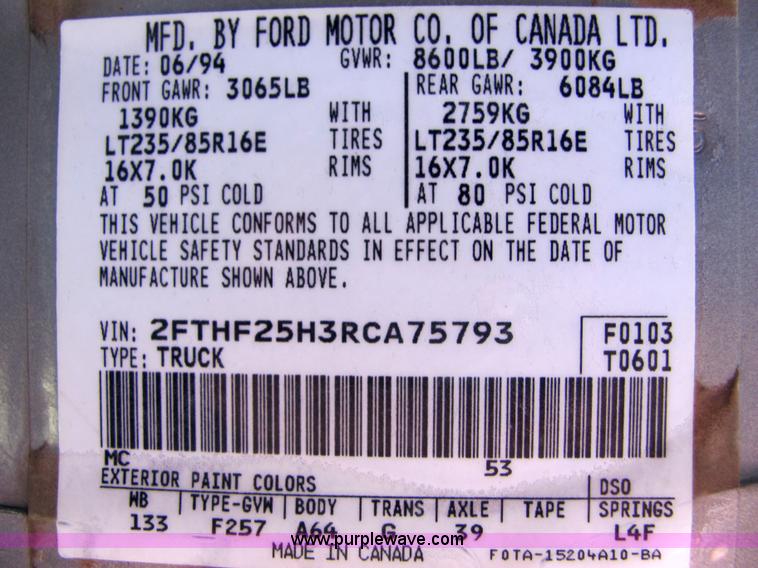 MFD. BY FORD MOTOR CO. OF CANADA LTD.
DATE: 06/94 GVWR: 8600LB/ 3900KG
FRONT GAWR: 3065LB REAR GAWR: 6084LB
1390KG WITH 2759KG WITH
LT235/85R16E TIRES LT235/85R16E TIRES
16X7.0K RIMS 16X7.0K RIMS
AT 50 PSI COLD AT 80 PSI COLD
THIS VEHICLE CONFORMS TO ALL APPLICABLE FEDERAL MOTOR
VEHICLE SAFETY STANDARDS IN EFFECT ON THE DATE OF
MANUFACTURE SHOWN ABOVE.
VIN: 2FTHF25H3RCA75793 F0103
TYPE: TRUCK T0601
MC 53
EXTERIOR PAINT COLORS DSO
WB TYPE-GVW BODY TRANS AXLE TAPE SPRINGS
133 F257 A64 G 39 L4F
www.purplewave.com
MADE IN CANADA F0TA-15204A10-BA